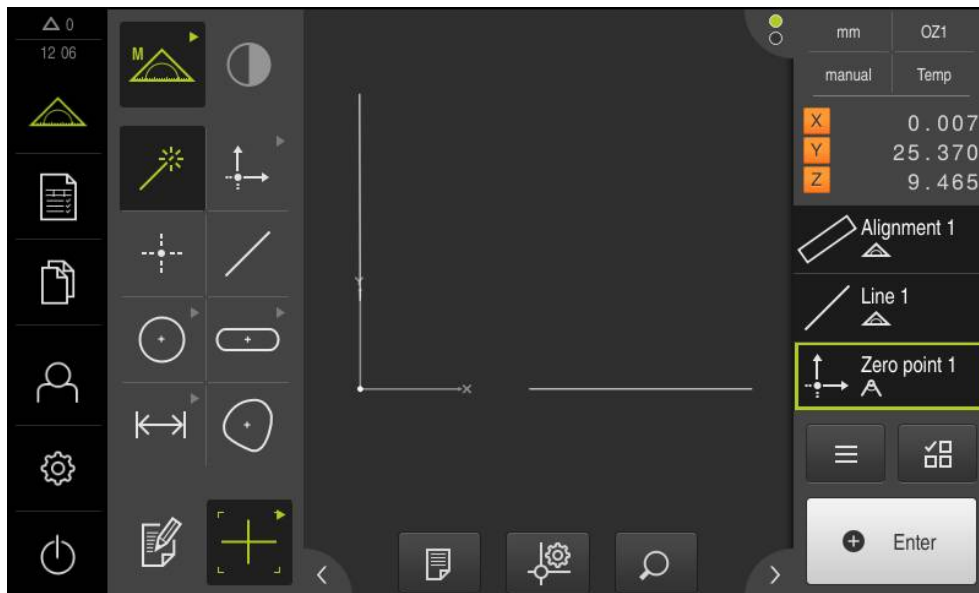 0
12 06
M
mm
OZ1
manual
Temp
X 0.007
Y 25.370
Z 9.465
Alignment 1
Line 1
Zero point 1
Y
X
Enter